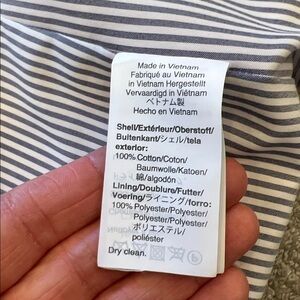 Made in Vietnam
Fabriqué au Viêtnam
in Vietnam Hergestellt
Vervaardigd in Viëtnam
ベトナム製
Hecho en Vietnam
Shell/Extérieur/Oberstoff/
Buitenkant/シェル/tela
exterior:
100% Cotton/Coton/
Baumwolle/Katoen/
綿/algodón
Lining/Doublure/Futter/
Voering/ライニング/forro:
100% Polyester/Polyester/
Polyester/Polyester/
ポリエステル/
poliéster
Dry clean.